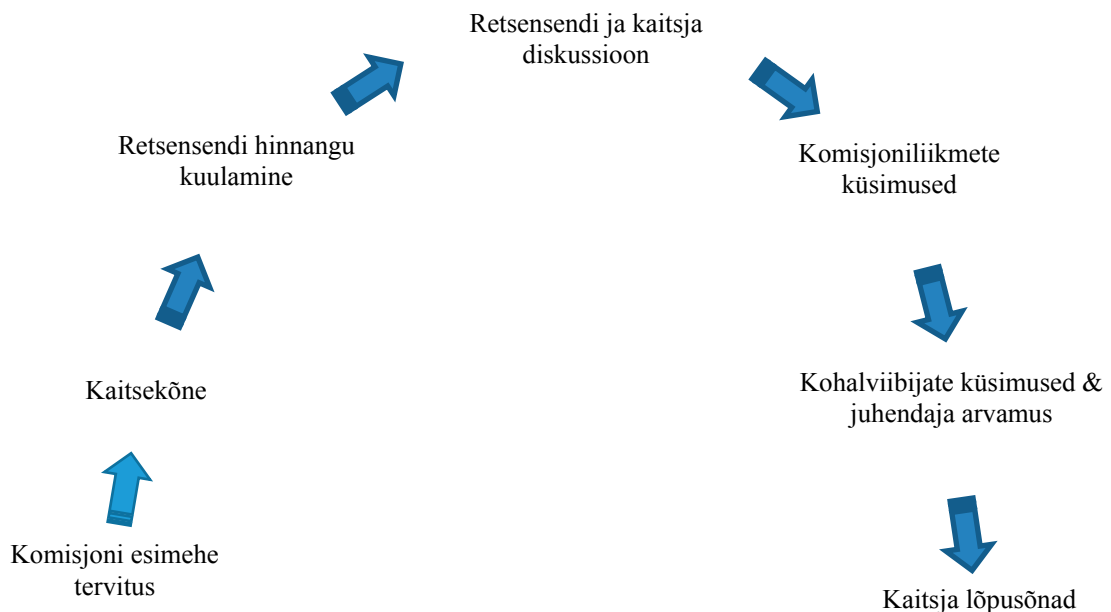 Retsensendi ja kaitsja
diskussioon
Retsensendi hinnangu
kuulamine
Komisjoniliikmete
küsimused
Kaitsekõne
Kohalviibijate küsimused &
juhendaja arvamus
Komisjoni esimehe
tervitus
Kaitsja lõpusõnad